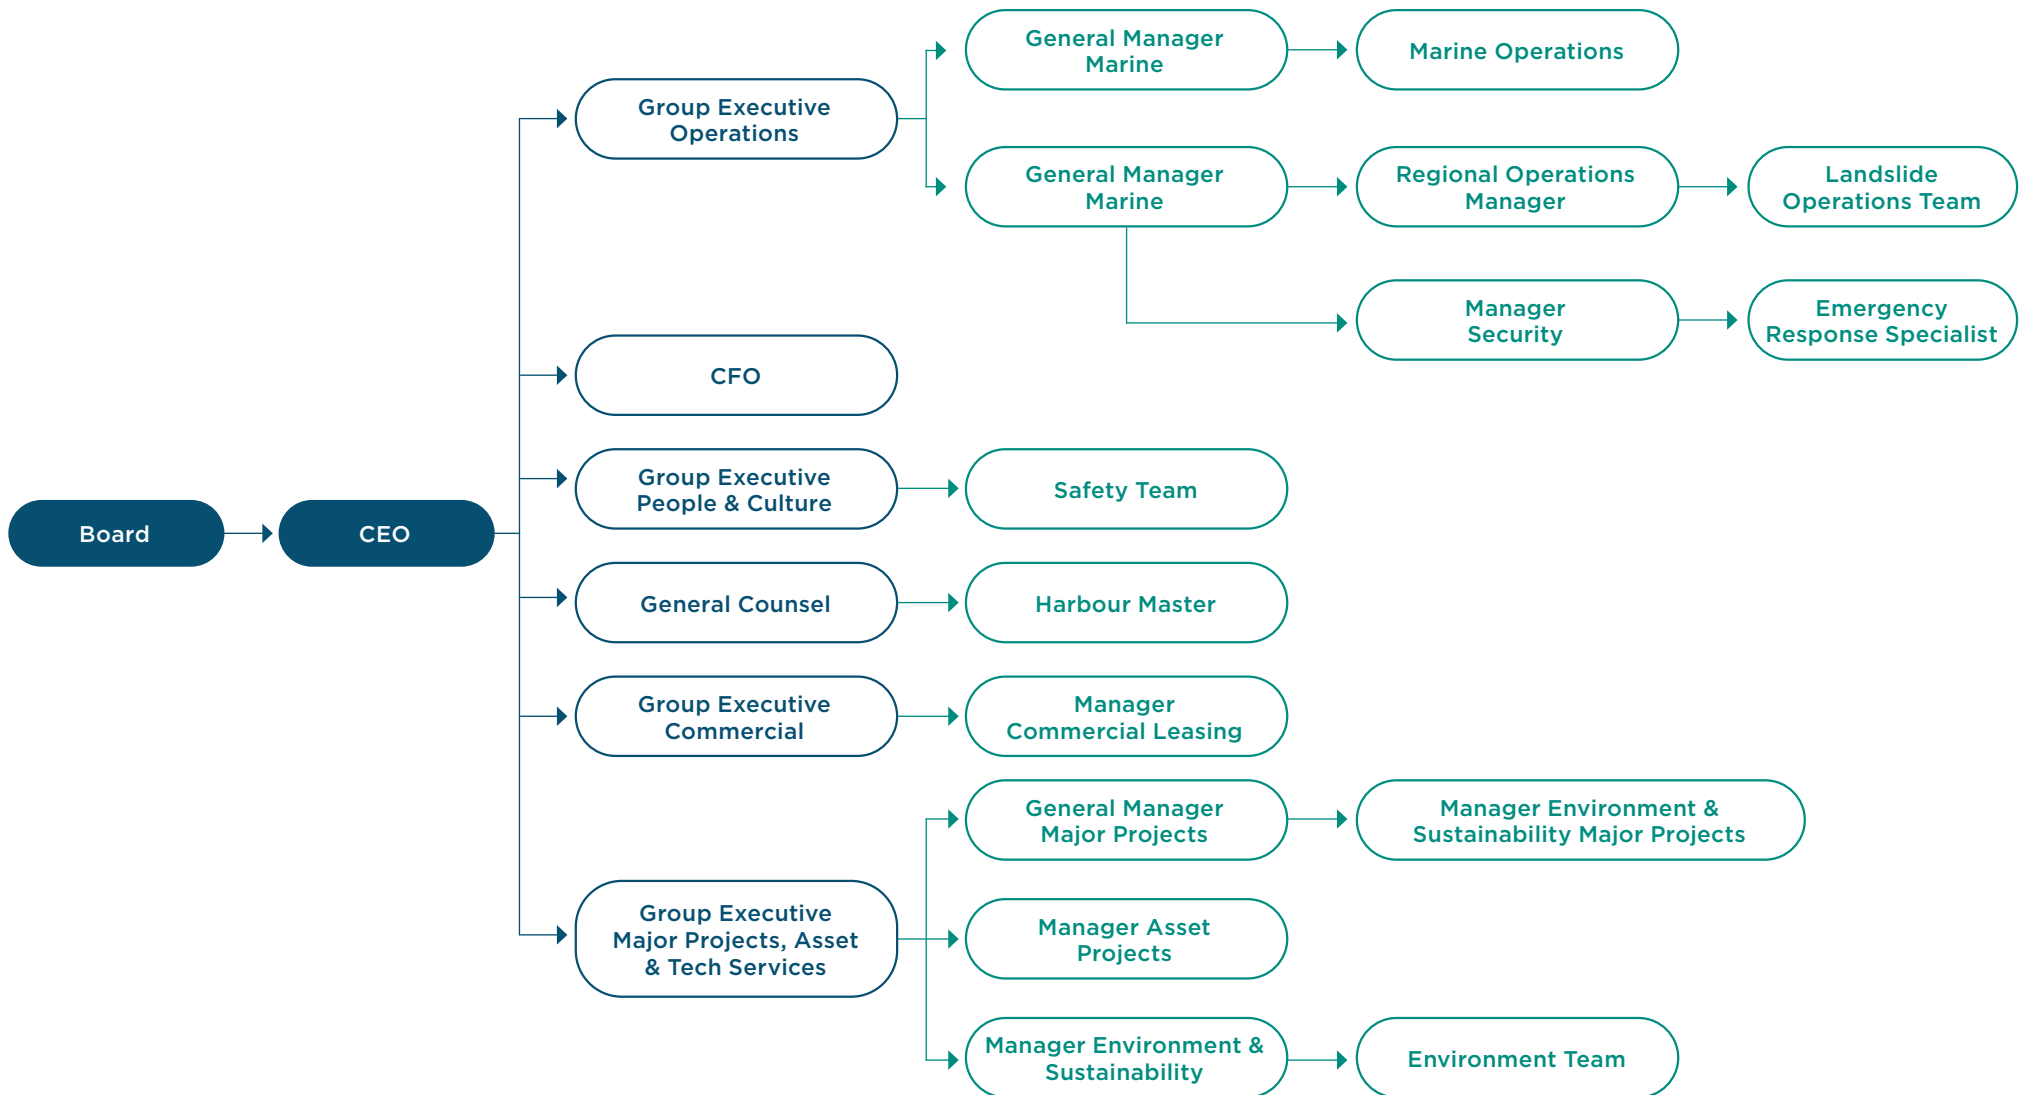 Board
CEO
Group Executive
Operations
General Manager
Marine
Marine Operations
General Manager
Marine
Regional Operations
Manager
Landslide
Operations Team
Manager
Security
Emergency
Response Specialist
CFO
Group Executive
People & Culture
Safety Team
General Counsel
Harbour Master
Group Executive
Commercial
Manager
Commercial Leasing
Group Executive
Major Projects, Asset
& Tech Services
General Manager
Major Projects
Manager Environment &
Sustainability Major Projects
Manager Asset
Projects
Manager Environment &
Sustainability
Environment Team